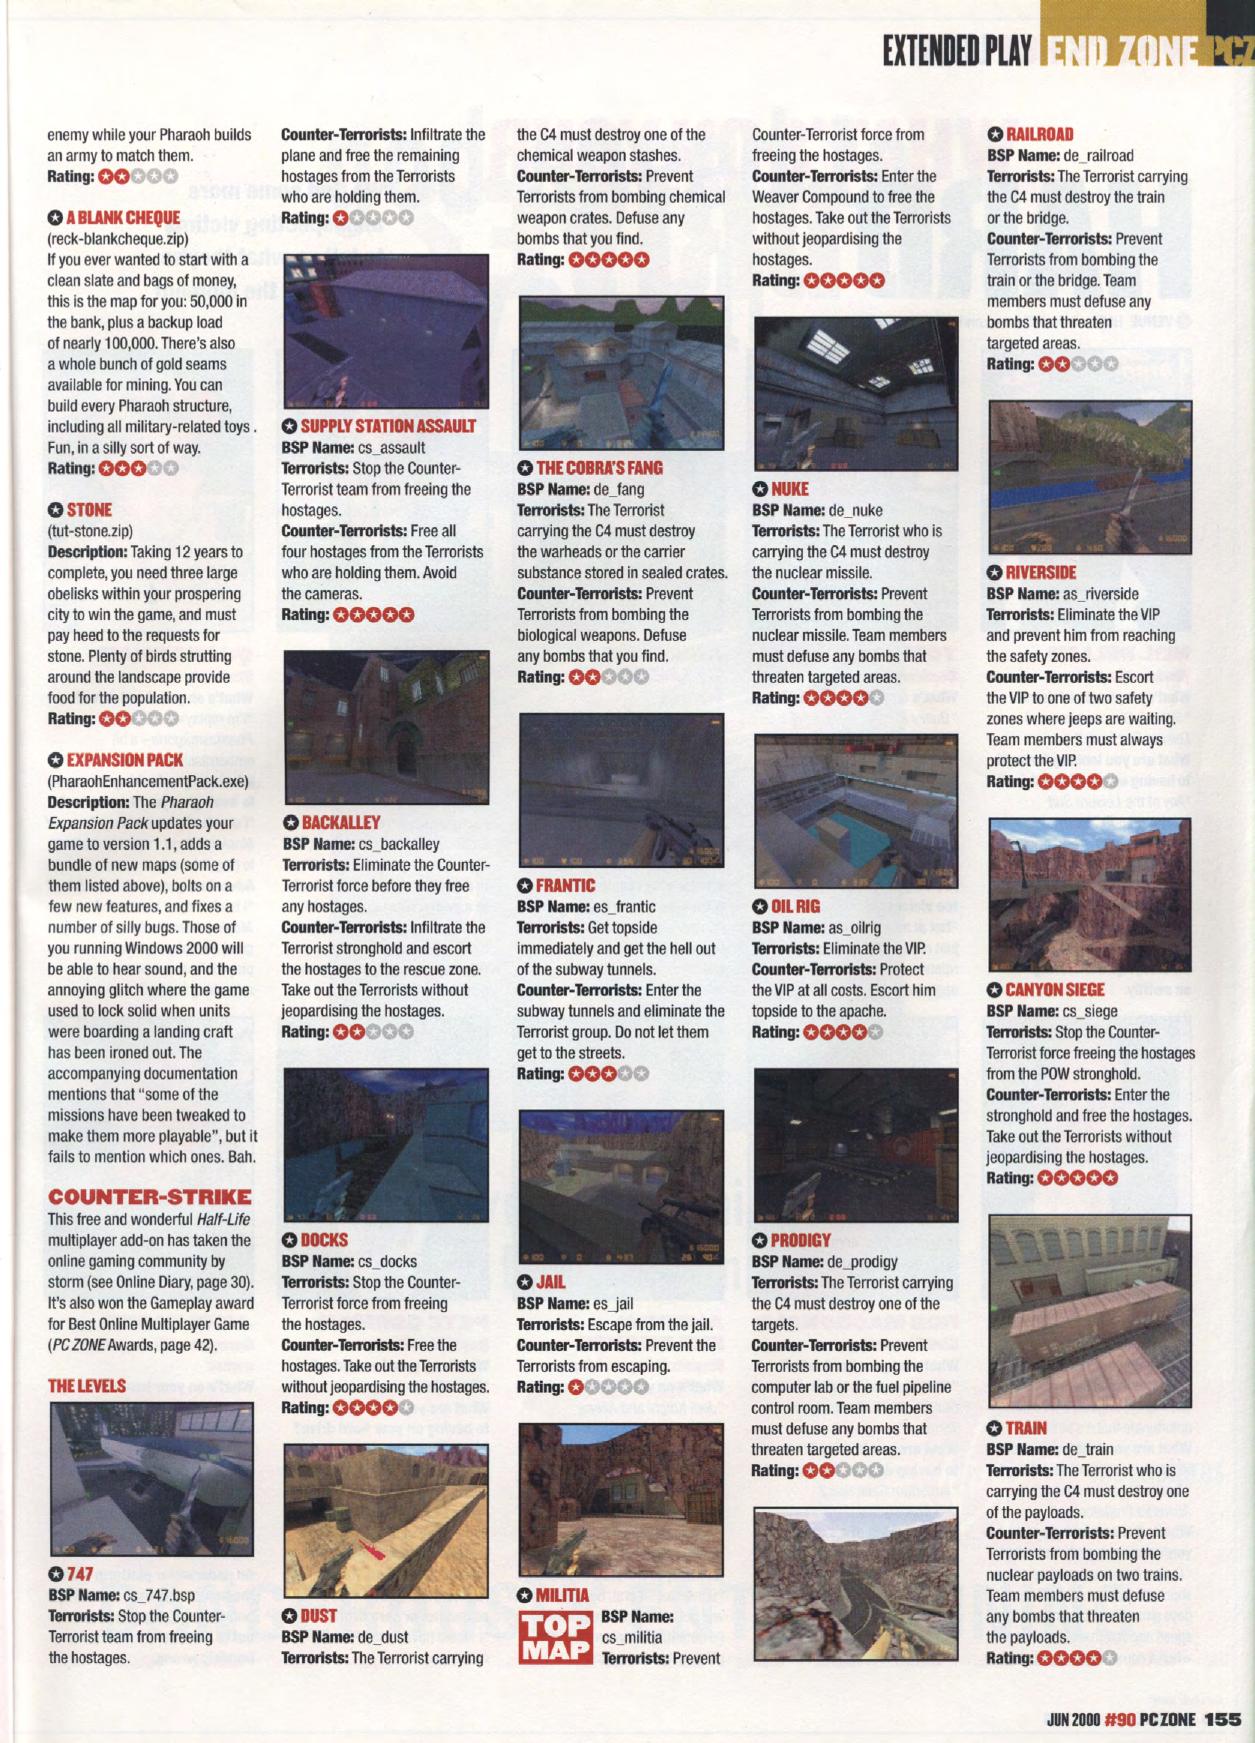 EXTENDED PLAY END ZONE PCZ
enemy while your Pharaoh builds
an army to match them.
Rating:
A BLANK CHEQUE
(reck-blankcheque.zip)
If you ever wanted to start with a
clean slate and bags of money,
this is the map for you: 50,000 in
the bank, plus a backup load
of nearly 100,000. There's also
a whole bunch of gold seams
available for mining. You can
build every Pharaoh structure,
including all military-related toys .
Fun, in a silly sort of way.
Rating:
STONE
(tut-stone.zip)
Description: Taking 12 years to
complete, you need three large
obelisks within your prospering
city to win the game, and must
pay heed to the requests for
stone. Plenty of birds strutting
around the landscape provide
food for the population.
Rating:
EXPANSION PACK
(PharaohEnhancementPack.exe)
Description: The Pharaoh
Expansion Pack updates your
game to version 1.1, adds a
bundle of new maps (some of
them listed above), bolts on a
few new features, and fixes a
number of silly bugs. Those of
you running Windows 2000 will
be able to hear sound, and the
annoying glitch where the game
used to lock solid when units
were boarding a landing craft
has been ironed out. The
accompanying documentation
mentions that “some of the
missions have been tweaked to
make them more playable”, but it
fails to mention which ones. Bah.
COUNTER-STRIKE
This free and wonderful Half-Life
multiplayer add-on has taken the
online gaming community by
storm (see Online Diary, page 30).
It's also won the Gameplay award
for Best Online Multiplayer Game
(PC ZONE Awards, page 42).
THE LEVELS
747
BSP Name: cs_747.bsp
Terrorists: Stop the Counter-
Terrorist team from freeing
the hostages.
Counter-Terrorists: Infiltrate the
plane and free the remaining
hostages from the Terrorists
who are holding them.
Rating:
SUPPLY STATION ASSAULT
BSP Name: cs_assault
Terrorists: Stop the Counter-
Terrorist team from freeing the
hostages.
Counter-Terrorists: Free all
four hostages from the Terrorists
who are holding them. Avoid
the cameras.
Rating:
BACKALLEY
BSP Name: cs_backalley
Terrorists: Eliminate the Counter-
Terrorist force before they free
any hostages.
Counter-Terrorists: Infiltrate the
Terrorist stronghold and escort
the hostages to the rescue zone.
Take out the Terrorists without
jeopardising the hostages.
Rating:
DOCKS
BSP Name: cs_docks
Terrorists: Stop the Counter-
Terrorist force from freeing
the hostages.
Counter-Terrorists: Free the
hostages. Take out the Terrorists
without jeopardising the hostages.
Rating:
DUST
BSP Name: de_dust
Terrorists: The Terrorist carrying
the C4 must destroy one of the
chemical weapon stashes.
Counter-Terrorists: Prevent
Terrorists from bombing chemical
weapon crates. Defuse any
bombs that you find.
Rating:
THE COBRA'S FANG
BSP Name: de_fang
Terrorists: The Terrorist
carrying the C4 must destroy
the warheads or the carrier
substance stored in sealed crates.
Counter-Terrorists: Prevent
Terrorists from bombing the
biological weapons. Defuse
any bombs that you find.
Rating:
FRANTIC
BSP Name: es_frantic
Terrorists: Get topside
immediately and get the hell out
of the subway tunnels.
Counter-Terrorists: Enter the
subway tunnels and eliminate the
Terrorist group. Do not let them
get to the streets.
Rating:
JAIL
BSP Name: es_jail
Terrorists: Escape from the jail.
Counter-Terrorists: Prevent the
Terrorists from escaping.
Rating:
MILITIA
TOP
MAP
BSP Name:
cs_militia
Terrorists: Prevent
Counter-Terrorist force from
freeing the hostages.
Counter-Terrorists: Enter the
Weaver Compound to free the
hostages. Take out the Terrorists
without jeopardising the
hostages.
Rating:
NUKE
BSP Name: de_nuke
Terrorists: The Terrorist who is
carrying the C4 must destroy
the nuclear missile.
Counter-Terrorists: Prevent
Terrorists from bombing the
nuclear missile. Team members
must defuse any bombs that
threaten targeted areas.
Rating:
OIL RIG
BSP Name: as_oilrig
Terrorists: Eliminate the VIP.
Counter-Terrorists: Protect
the VIP at all costs. Escort him
topside to the apache.
Rating:
PRODIGY
BSP Name: de_prodigy
Terrorists: The Terrorist carrying
the C4 must destroy one of the
targets.
Counter-Terrorists: Prevent
Terrorists from bombing the
computer lab or the fuel pipeline
control room. Team members
must defuse any bombs that
threaten targeted areas.
Rating:
RAILROAD
BSP Name: de_railroad
Terrorists: The Terrorist carrying
the C4 must destroy the train
or the bridge.
Counter-Terrorists: Prevent
Terrorists from bombing the
train or the bridge. Team
members must defuse any
bombs that threaten
targeted areas.
Rating:
RIVERSIDE
BSP Name: as_riverside
Terrorists: Eliminate the VIP
and prevent him from reaching
the safety zones.
Counter-Terrorists: Escort
the VIP to one of two safety
zones where jeeps are waiting.
Team members must always
protect the VIP.
Rating:
CANYON SIEGE
BSP Name: cs_siege
Terrorists: Stop the Counter-
Terrorist force freeing the hostages
from the POW stronghold.
Counter-Terrorists: Enter the
stronghold and free the hostages.
Take out the Terrorists without
jeopardising the hostages.
Rating:
TRAIN
BSP Name: de_train
Terrorists: The Terrorist who is
carrying the C4 must destroy one
of the payloads.
Counter-Terrorists: Prevent
Terrorists from bombing the
nuclear payloads on two trains.
Team members must defuse
any bombs that threaten
the payloads.
Rating:
JUN 2000 #90 PC ZONE 155